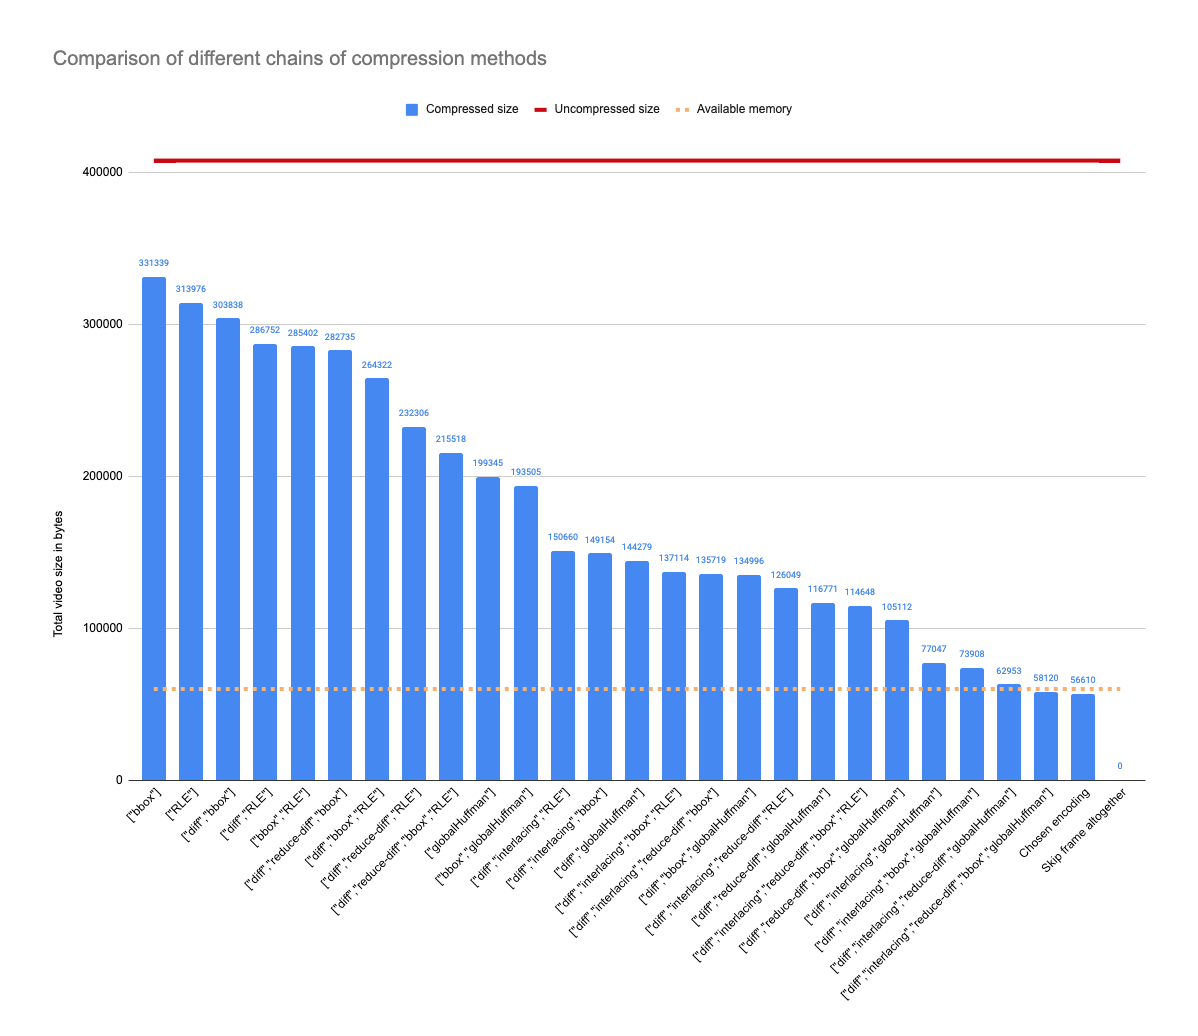 Comparison of different chains of compression methods
Compressed size
Uncompressed size
Available memory
Total video size in bytes
400000
300000
200000
100000
0
331339
313976
303838
286752
285402
282735
264322
232306
215518
199345
193505
150660
149154
144279
137114
135719
134996
126049
116771
114648
105112
77047
73908
62953
58120
56610
0
["bbox"]
["RLE"]
["diff","bbox"]
["diff","RLE"]
["bbox","RLE"]
["diff","reduce-diff","bbox"]
["diff","bbox","RLE"]
["diff","reduce-diff","RLE"]
["diff","reduce-diff","bbox","RLE"]
["globalHuffman"]
["bbox","globalHuffman"]
["diff","interlacing","RLE"]
["diff","interlacing","bbox"]
["diff","globalHuffman"]
["diff","interlacing","bbox","RLE"]
["diff","interlacing","reduce-diff","bbox"]
["diff","bbox","globalHuffman"]
["diff","interlacing","reduce-diff","RLE"]
["diff","reduce-diff","globalHuffman"]
["diff","interlacing","reduce-diff","bbox","RLE"]
["diff","reduce-diff","bbox","globalHuffman"]
["diff","interlacing","globalHuffman"]
["diff","interlacing","bbox","globalHuffman"]
["diff","interlacing","reduce-diff","globalHuffman"]
["diff","interlacing","reduce-diff","bbox","globalHuffman"]
Chosen encoding
Skip frame altogether